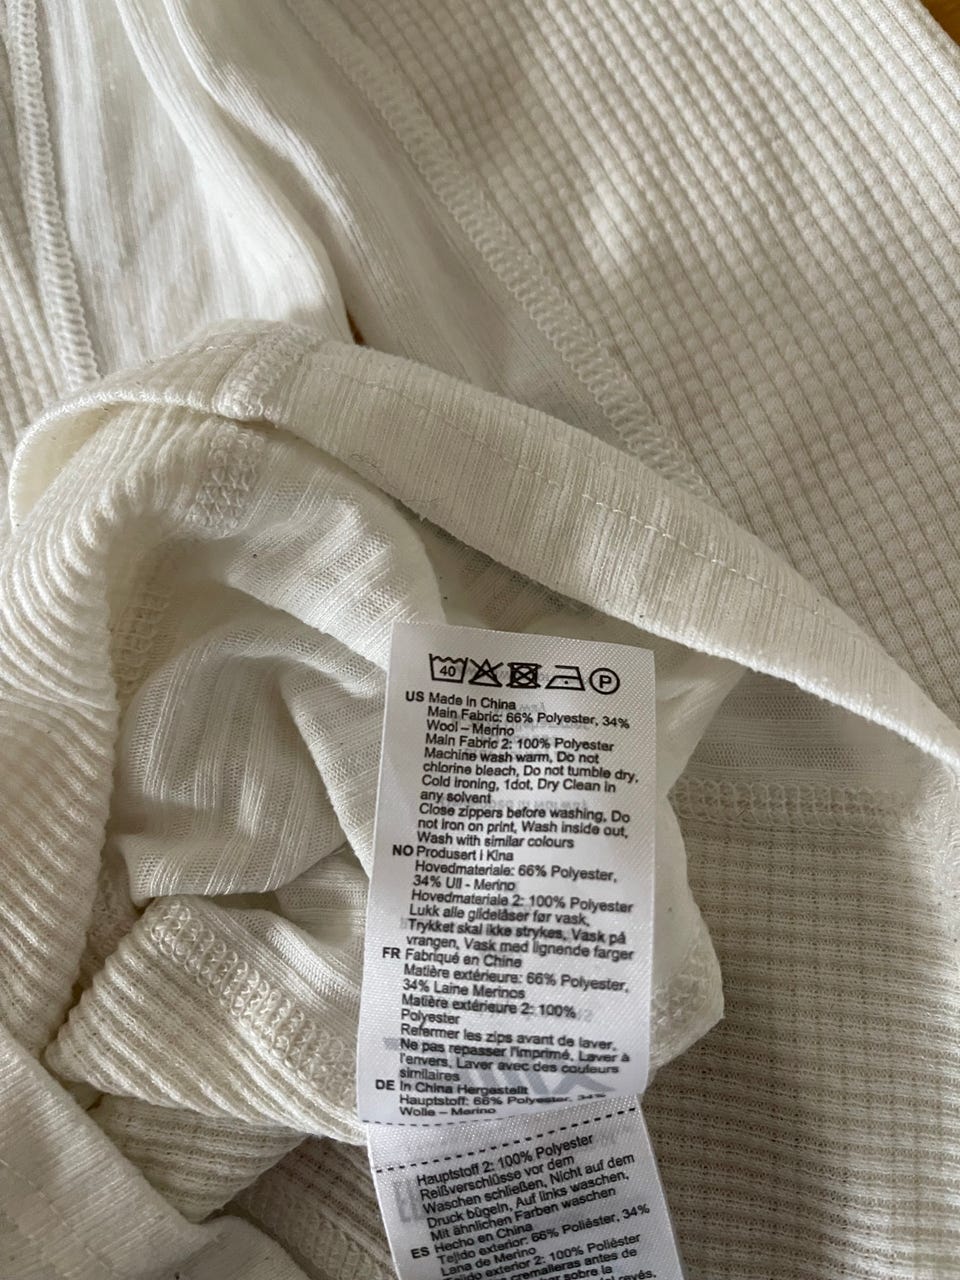 40 P
US Made in China
Main Fabric: 66% Polyester, 34%
Wool – Merino
Main Fabric 2: 100% Polyester
Machine wash warm, Do not
chlorine bleach, Do not tumble dry,
Cold ironing, 1dot, Dry Clean in
any solvent
Close zippers before washing, Do
not iron on print, Wash inside out,
Wash with similar colours
NO Produsert i Kina
Hovedmateriale: 66% Polyester,
34% Ull - Merino
Hovedmateriale 2: 100% Polyester
Lukk alle glidelåser før vask,
Trykket skal ikke strykes, Vask på
vrangen, Vask med lignende farger
FR Fabriqué en Chine
Matière extérieure: 66% Polyester,
34% Laine Merinos
Matière extérieure 2: 100%
Polyester
Refermer les zips avant de laver,
Ne pas repasser l'imprimé, Laver à
l'envers, Laver avec des couleurs
similaires
DE In China Hergestellt
Hauptstoff: 66% Polyester, 34%
Wolle – Merino
Hauptstoff 2: 100% Polyester
Reißverschlüsse vor dem
Waschen schließen, Nicht auf dem
Druck bügeln, Auf links waschen,
Mit ähnlichen Farben waschen
ES Hecho en China
Tejido exterior: 66% Poliéster, 34%
Lana de Merino
exterior 2: 100% Poliéster
cremalleras antes de
sobre la
revés,